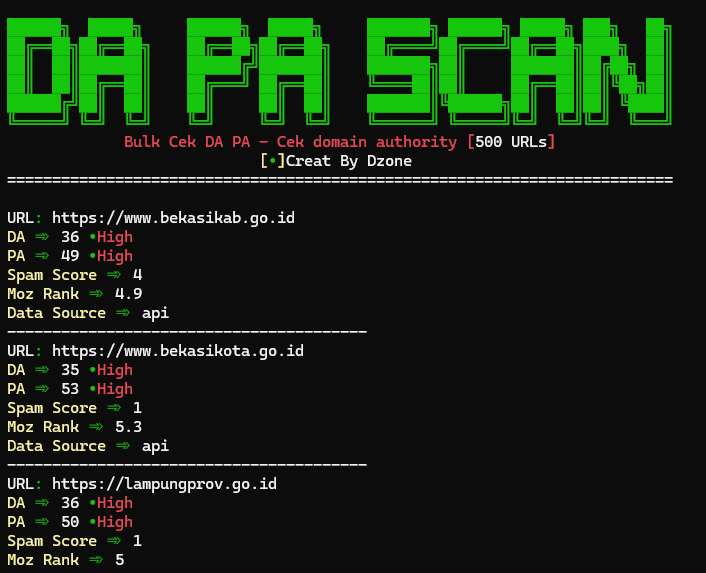 DA PA SCAN
Bulk Cek DA PA – Cek domain authority [500 URLs]
[•]Creat By Dzone
==========================================================================
URL: https://www.bekasikab.go.id
DA => 36 •High
PA => 49 •High
Spam Score => 4
Moz Rank => 4.9
Data Source => api
----------------------------------------
URL: https://www.bekasikota.go.id
DA => 35 •High
PA => 53 •High
Spam Score => 1
Moz Rank => 5.3
Data Source => api
----------------------------------------
URL: https://lampungprov.go.id
DA => 36 •High
PA => 50 •High
Spam Score => 1
Moz Rank => 5